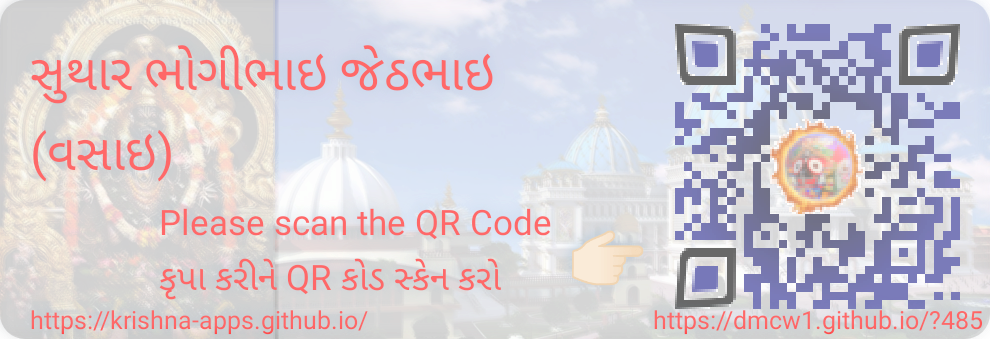 સુથાર ભોગીભાઇ જેઠભાઇ
(વસાઇ)
Please scan the QR Code
કૃપા કરીને QR કોડ સ્કેન કરો
https://krishna-apps.github.io/
https://dmcw1.github.io/?485